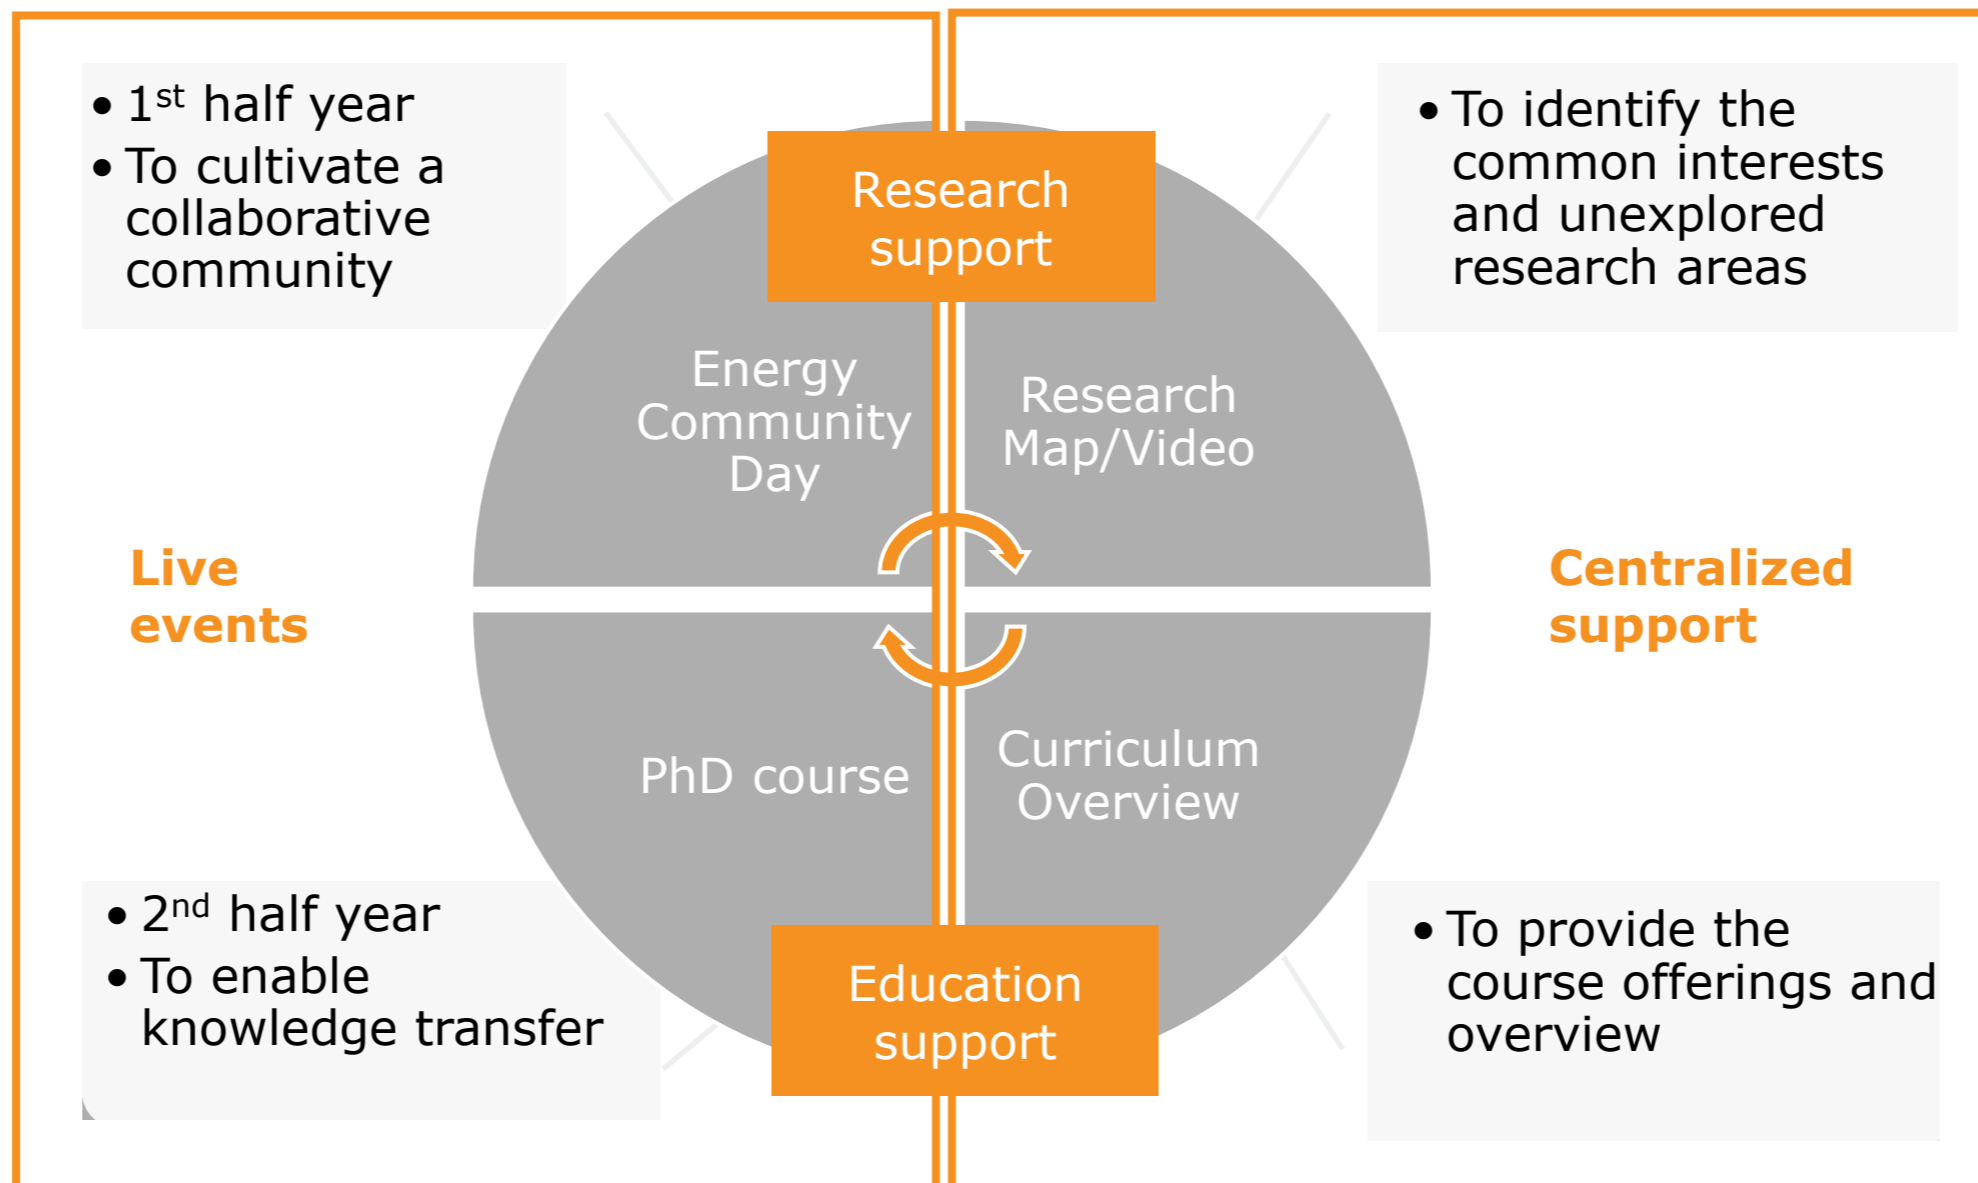 • 1st half year
• To cultivate a
collaborative
community
Research
support
• To identify the
common interests
and unexplored
research areas
Energy
Community
Day
Research
Map/Video
Live
events
Centralized
support
PhD course
Curriculum
Overview
• 2nd half year
• To enable
knowledge transfer
Education
support
• To provide the
course offerings and
overview